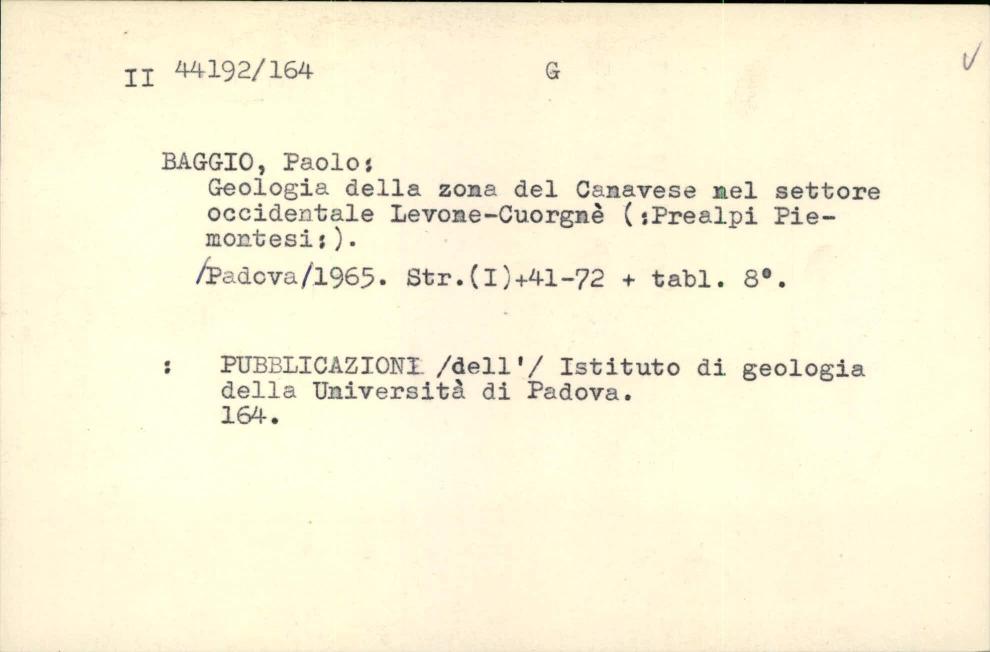 II 44192/164 G
BAGGIO, Paolo:
Geologia della zona del Canavese nel settore
occidentale Levone-Cuorgnè (:Prealpi Pie-
montesi:).
/Padova/1965. Str.(I)+41-72 + tabl. 8°.
: PUBBLICAZIONI /dell'/ Istituto di geologia
della Università di Padova.
164.